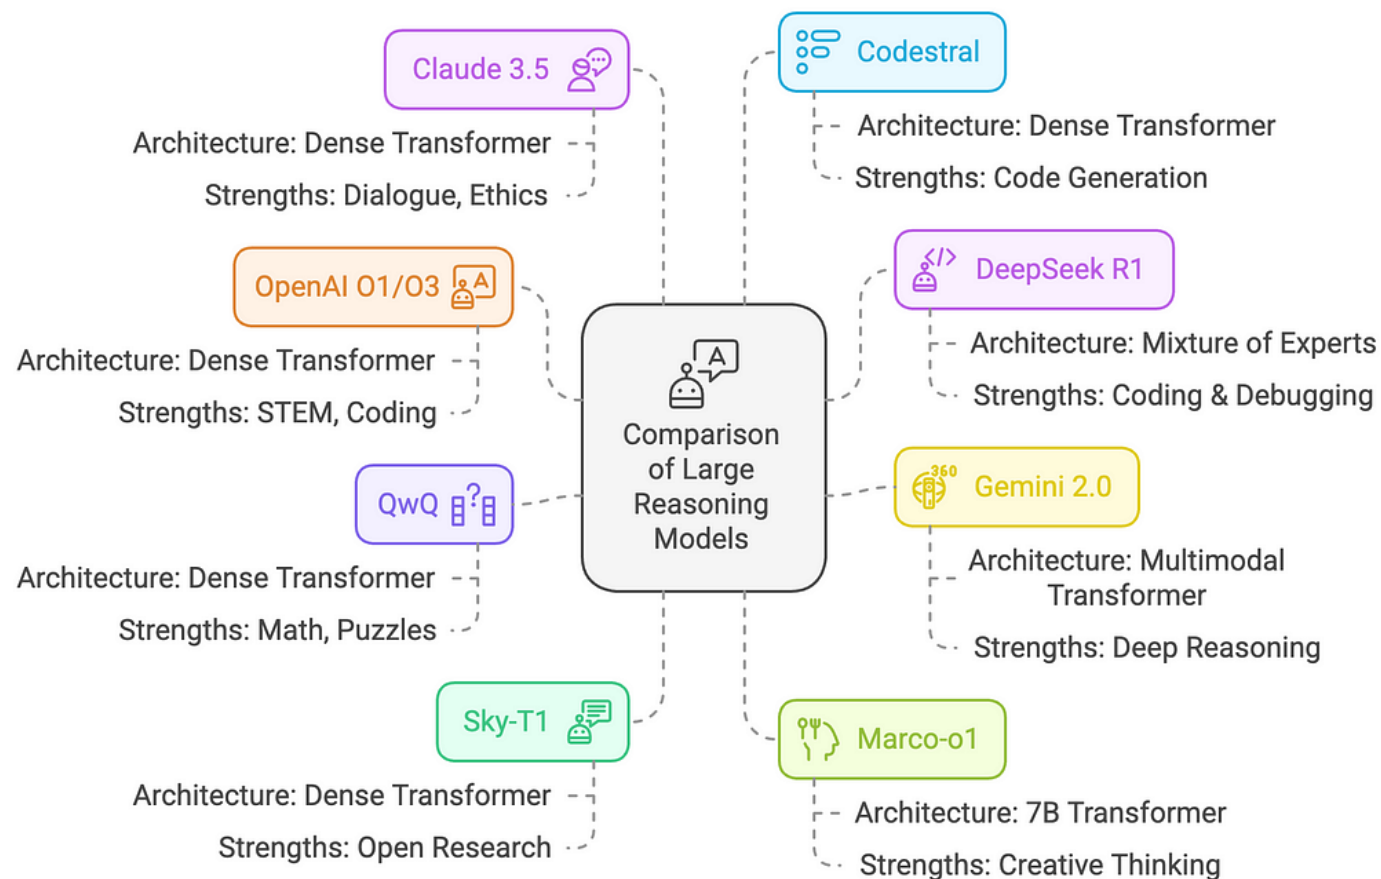 Claude 3.5
Architecture: Dense Transformer
Strengths: Dialogue, Ethics
OpenAI O1/O3
A
Architecture: Dense Transformer
Strengths: STEM, Coding
QwQ
?
Architecture: Dense Transformer
Strengths: Math, Puzzles
Sky-T1
Architecture: Dense Transformer
Strengths: Open Research
A
Comparison
of Large
Reasoning
Models
Codestral
Architecture: Dense Transformer
Strengths: Code Generation
</>
DeepSeek R1
Architecture: Mixture of Experts
Strengths: Coding & Debugging
360
Gemini 2.0
Architecture: Multimodal
Transformer
Strengths: Deep Reasoning
Marco-o1
Architecture: 7B Transformer
Strengths: Creative Thinking